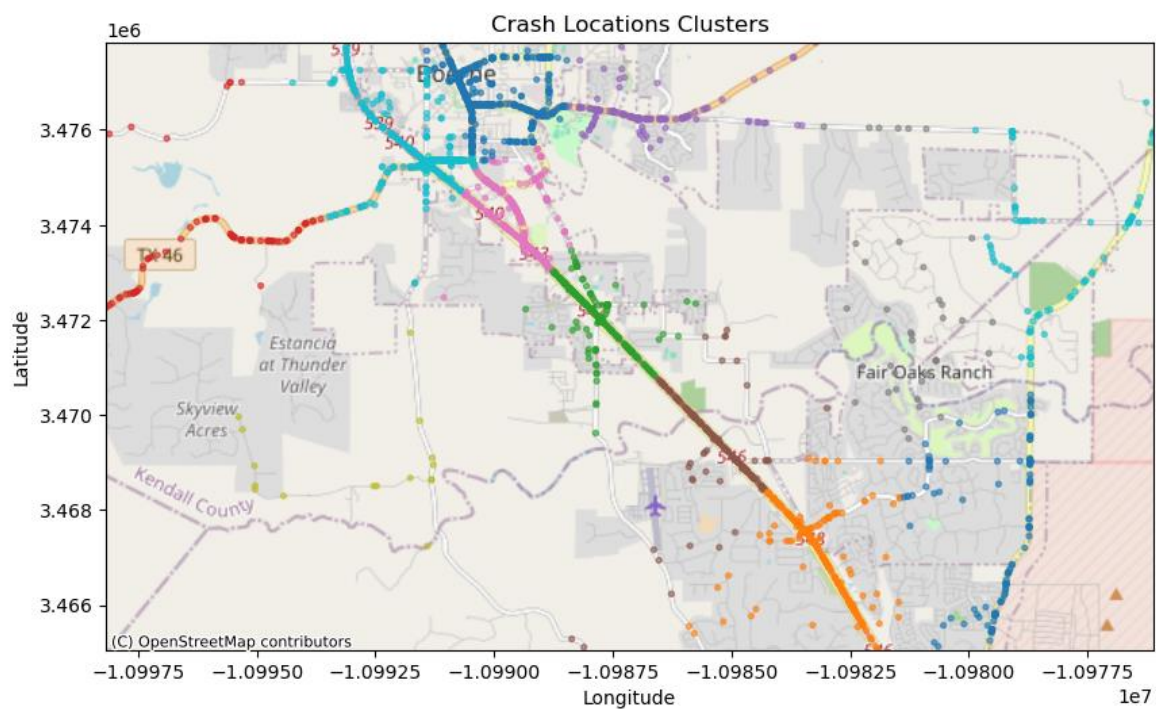 Crash Locations Clusters
1e6
539
Boerne
539
3.476
540
540
3.474
TX 46
3.472
Estancia
at Thunder
Valley
Fair Oaks Ranch
Latitude
3.470
Skyview
Acres
546
Kendall County
3.468
3.466
(C) OpenStreetMap contributors
−1.09975 −1.09950 −1.09925 −1.09900 −1.09875 −1.09850 −1.09825 −1.09800 −1.09775
Longitude
1e7